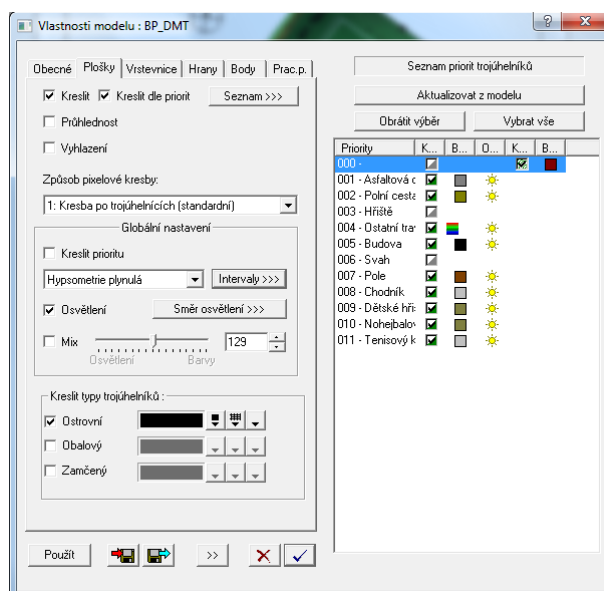 Vlastnosti modelu : BP_DMT
Obecné Plošky Vrstevnice Hrany Body Prac.p.
Kreslit Kreslit dle priorit Seznam >>>
Průhlednost
Vyhlazení
Způsob pixelové kresby:
1: Kresba po trojúhelnících (standardní)
Globální nastavení
Kreslit prioritu
Hypsometrie plynulá Intervaly >>>
Osvětlení Směr osvětlení >>>
Mix 129
Osvětlení Barvy
Kreslit typy trojúhelníků :
Ostrovní
Obalový
Zamčený
Použít >>
Seznam priorit trojúhelníků
Aktualizovat z modelu
Obrátit výběr Vybrat vše
Priority K... B... O... K... B...
000 -
001 - Asfaltová c
002 - Polní cesta
003 - Hřiště
004 - Ostatní tra
005 - Budova
006 - Svah
007 - Pole
008 - Chodník
009 - Dětské hři
010 - Nohejbalov
011 - Tenisový k